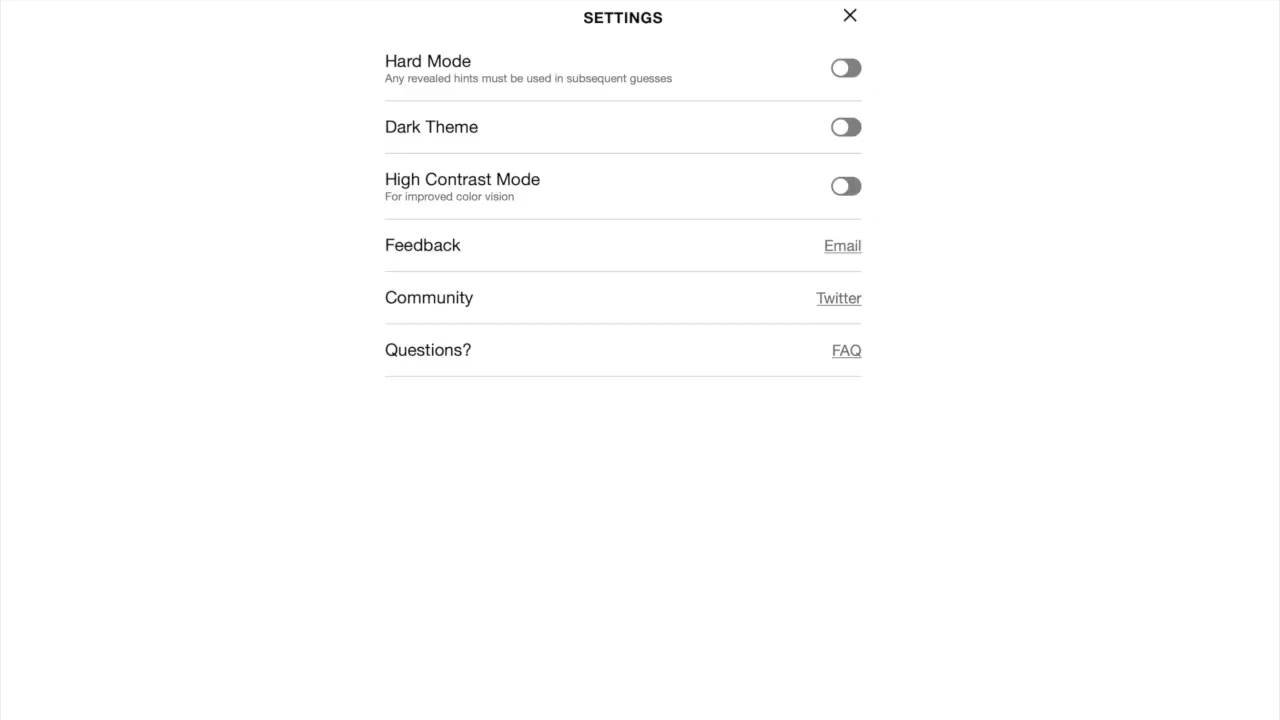 SETTINGS
Hard Mode
Any revealed hints must be used in subsequent guesses
Dark Theme
High Contrast Mode
For improved color vision
Feedback
Email
Community
Twitter
Questions?
FAQ